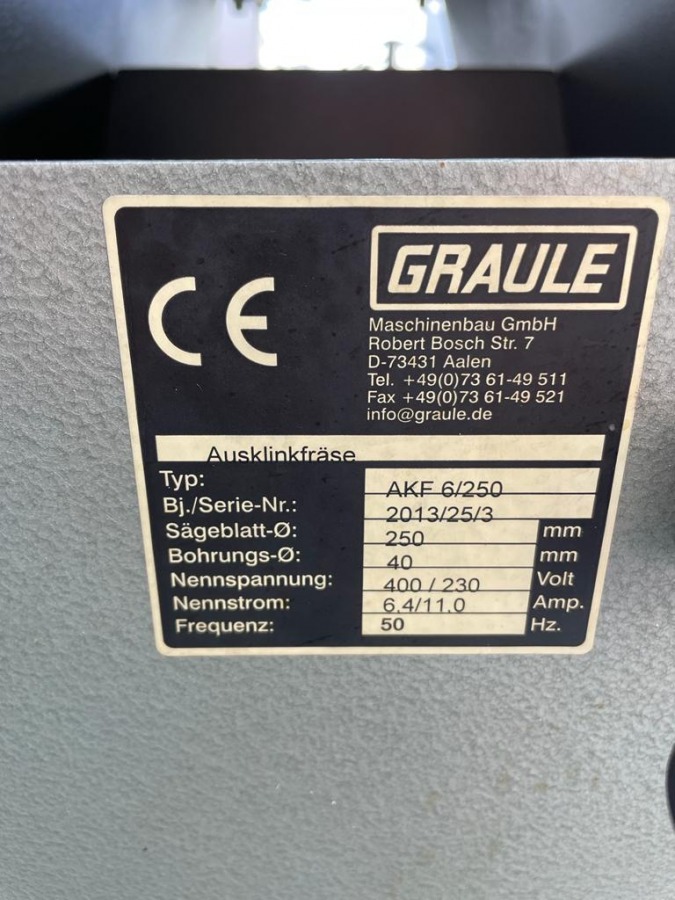 CE
GRAULE
Maschinenbau GmbH
Robert Bosch Str. 7
D-73431 Aalen
Tel. +49(0)73 61-49 511
Fax +49(0)73 61-49 521
info@graule.de
Ausklinkfräse
Typ: AKF 6/250
Bj./Serie-Nr.: 2013/25/3
Sägeblatt-Ø: 250 mm
Bohrungs-Ø: 40 mm
Nennspannung: 400 / 230 Volt
Nennstrom: 6,4/11,0 Amp.
Frequenz: 50 Hz.